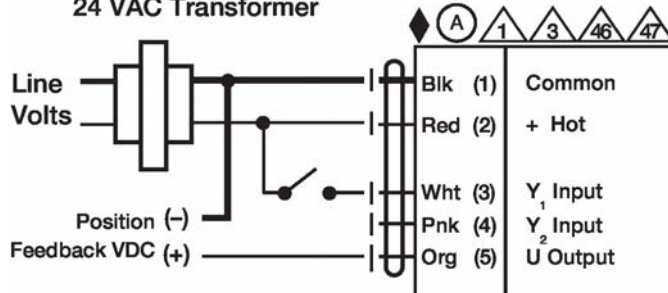 24 VAC Transformer
A 1 3 46 47
Line
Volts
Blk (1) Common
Red (2) + Hot
Wht (3) Y1 Input
Pnk (4) Y2 Input
Org (5) U Output
Position (–)
Feedback VDC (+)